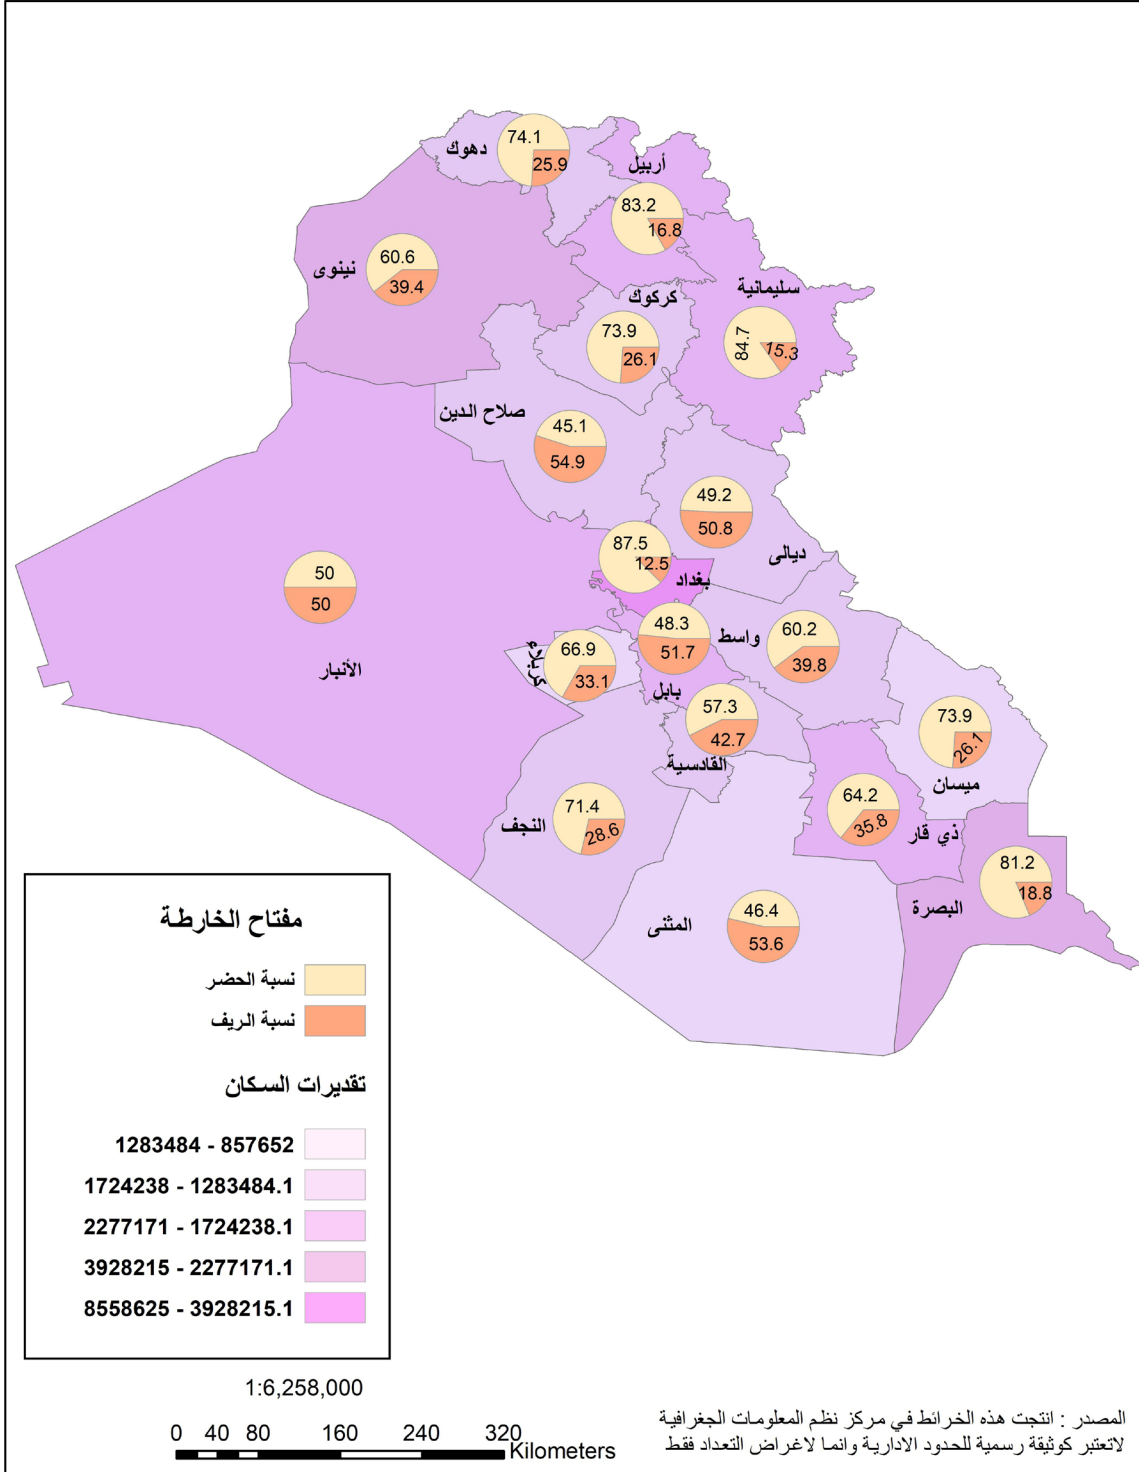 دهوك
74.1
25.9
أربيل
83.2
16.8
نينوى
60.6
39.4
كركوك
73.9
26.1
سليمانية
84.7
15.3
صلاح الدين
45.1
54.9
49.2
50.8
ديالى
87.5
12.5
بغداد
50
50
الأنبار
48.3
51.7
بابل
واسط
60.2
39.8
كربلاء
66.9
33.1
57.3
42.7
القادسية
73.9
26.1
ميسان
النجف
71.4
28.6
64.2
35.8
ذي قار
81.2
18.8
البصرة
المثنى
46.4
53.6
مفتاح الخارطة
نسبة الحضر
نسبة الريف
تقديرات السكان
1283484 - 857652
1724238 - 1283484.1
2277171 - 1724238.1
3928215 - 2277171.1
8558625 - 3928215.1
1:6,258,000
0 40 80 160 240 320
Kilometers
المصدر : انتجت هذه الخرائط في مركز نظم المعلومات الجغرافية
لاتعتبر كوثيقة رسمية للحدود الادارية وانما لاغراض التعداد فقط